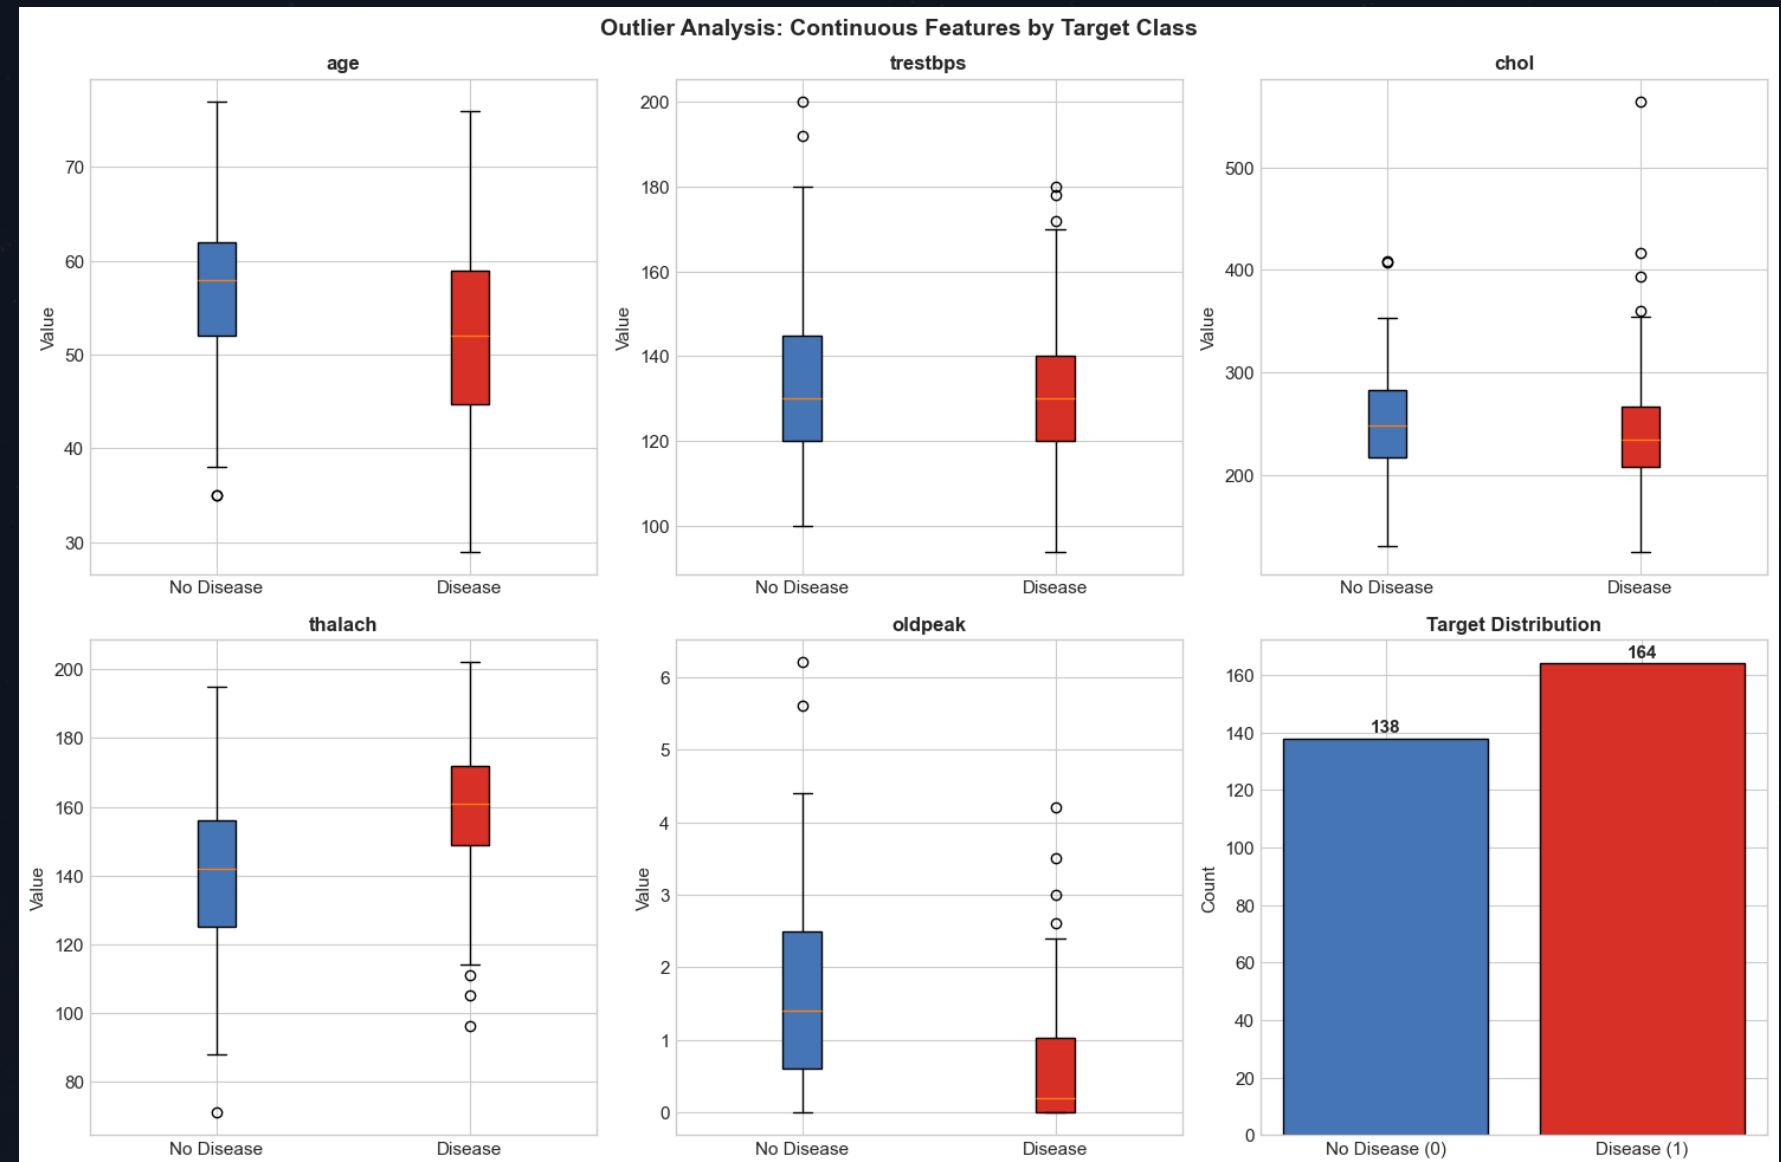 Outlier Analysis: Continuous Features by Target Class
age
Value
70
60
50
40
30
No Disease
Disease
trestbps
Value
200
180
160
140
120
100
No Disease
Disease
chol
Value
500
400
300
200
No Disease
Disease
thalach
Value
200
180
160
140
120
100
80
No Disease
Disease
oldpeak
Value
6
5
4
3
2
1
0
No Disease
Disease
Target Distribution
Count
160
140
120
100
80
60
40
20
0
138
164
No Disease (0)
Disease (1)